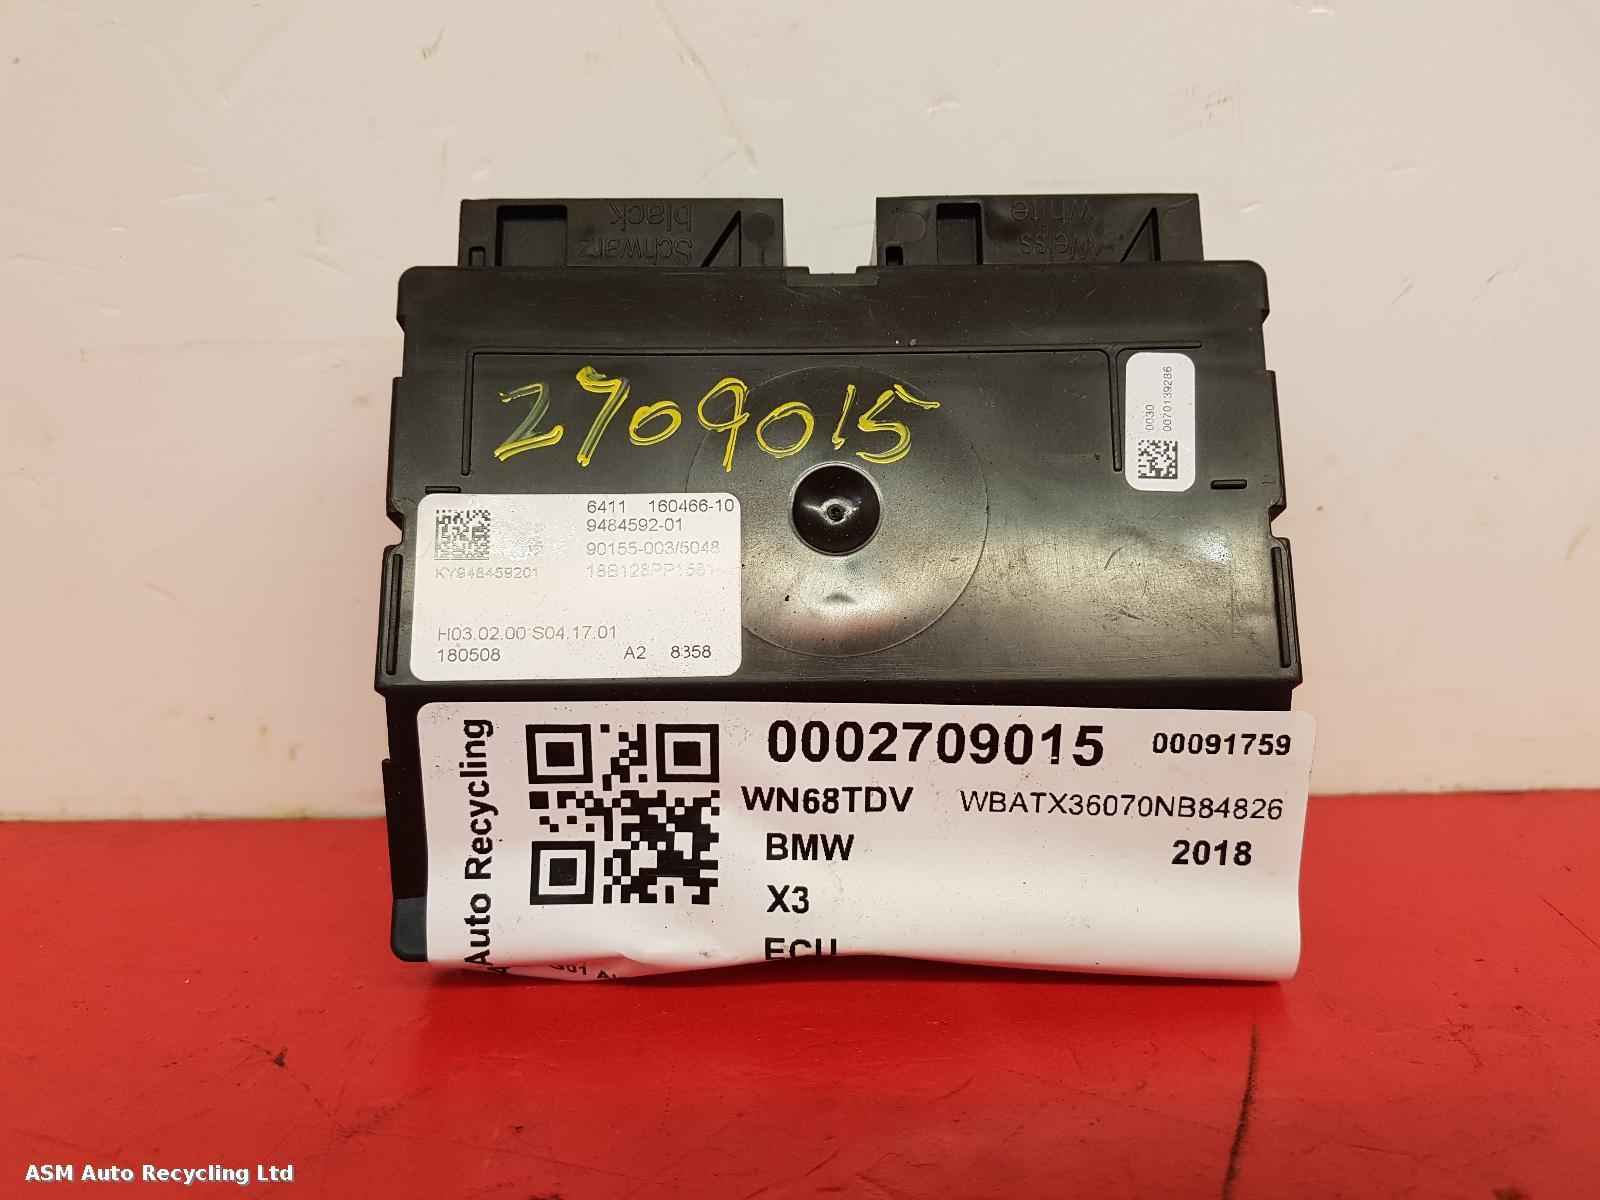 Schwarz
black
Weiss
white
2709015
0030
0070139286
6411 160466-10
9484592-01
90155-003/5048
KY948459201
H03.02.00 S04.17.01
180508 A2 8358
Auto Recycling
0002709015 00091759
WN68TDV WBATX36070NB84826
BMW 2018
X3
ECU
G01
ASM Auto Recycling Ltd